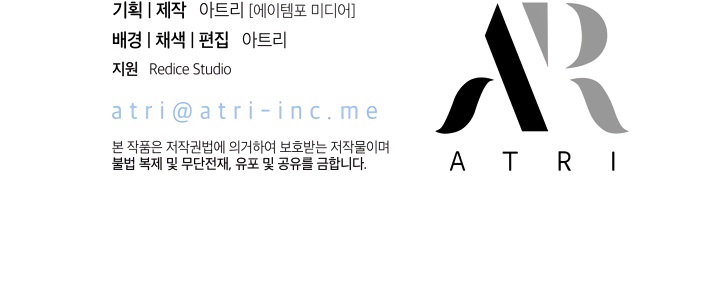 기획 | 제작 아트리 [에이템포 미디어]
배경 | 채색 | 편집 아트리
지원 Redice Studio
atri@atri-inc.me
본 작품은 저작권법에 의거하여 보호받는 저작물이며
불법 복제 및 무단전재, 유포 및 공유를 금합니다.
AR
ATRI